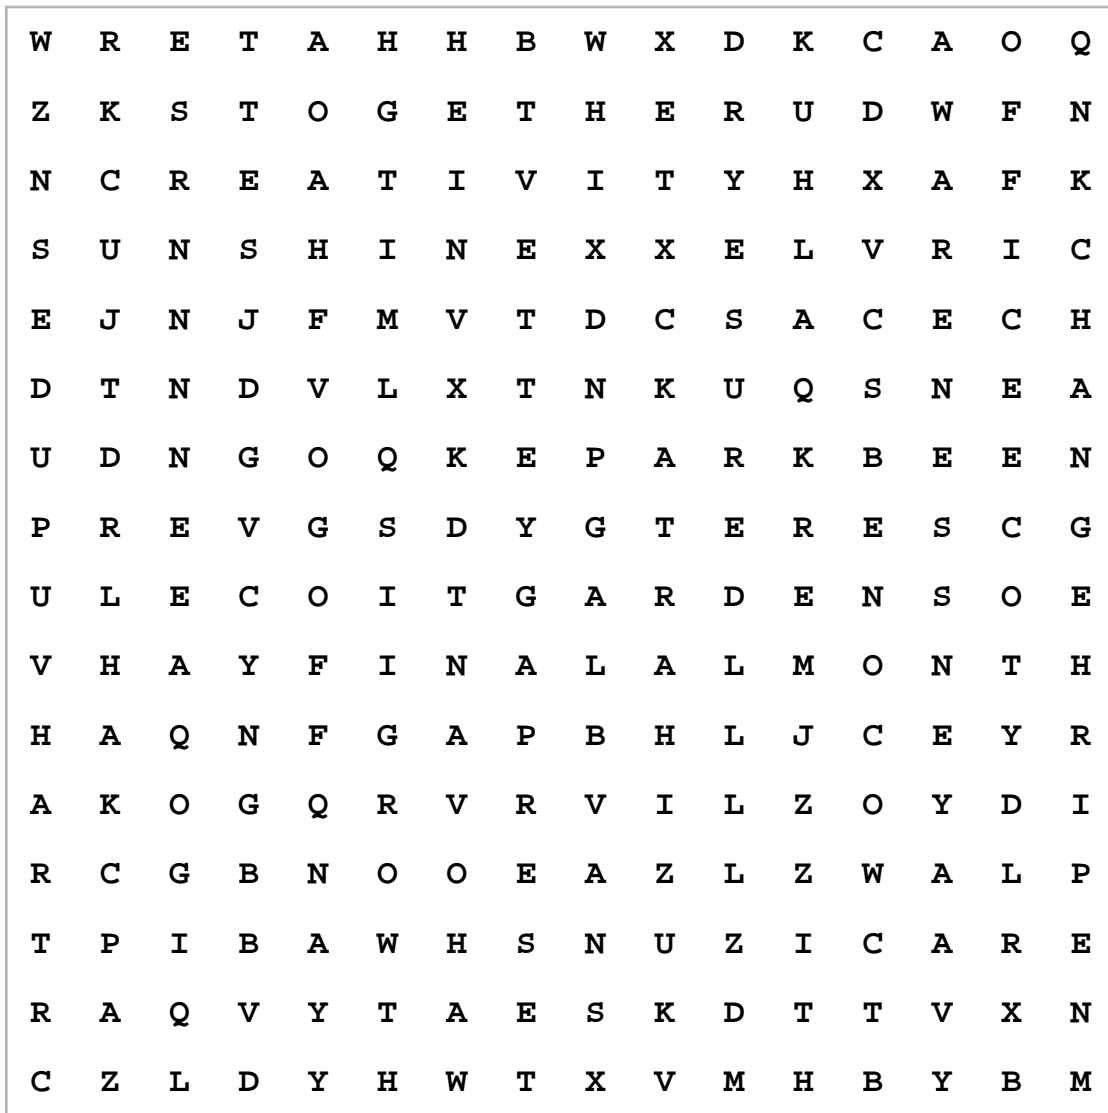 W R E T A H H B W X D K C A O Q
Z K S T O G E T H E R U D W F N
N C R E A T I V I T Y H X A F K
S U N S H I N E X X E L V R I C
E J N J F M V T D C S A C E C H
D T N D V L X T N K U Q S N E A
U D N G O Q K E P A R K B E E N
P R E V G S D Y G T E R E S C G
U L E C O I T G A R D E N S O E
V H A Y F I N A L A L M O N T H
H A Q N F G A P B H L J C E Y R
A K O G Q R V R V I L Z O Y D I
R C G B N O O E A Z L Z W A L P
T P I B A W H S N U Z I C A R E
R A Q V Y T A E S K D T T V X N
C Z L D Y H W T X V M H B Y B M